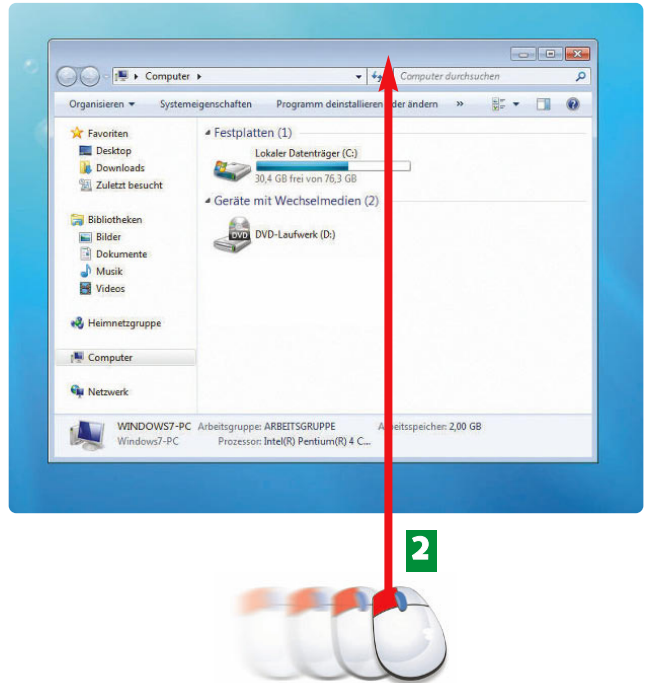 Computer
Computer durchsuchen
Organisieren Systemeigenschaften Programm deinstallieren oder ändern »
Favoriten
Desktop
Downloads
Zuletzt besucht
Bibliotheken
Bilder
Dokumente
Musik
Videos
Heimnetzgruppe
Computer
Netzwerk
Festplatten (1)
Lokaler Datenträger (C:)
30,4 GB frei von 76,3 GB
Geräte mit Wechselmedien (2)
DVD
DVD-Laufwerk (D:)
WINDOWS7-PC Arbeitsgruppe: ARBEITSGRUPPE Arbeitsspeicher: 2,00 GB
Windows7-PC Prozessor: Intel(R) Pentium(R) 4 C...
2